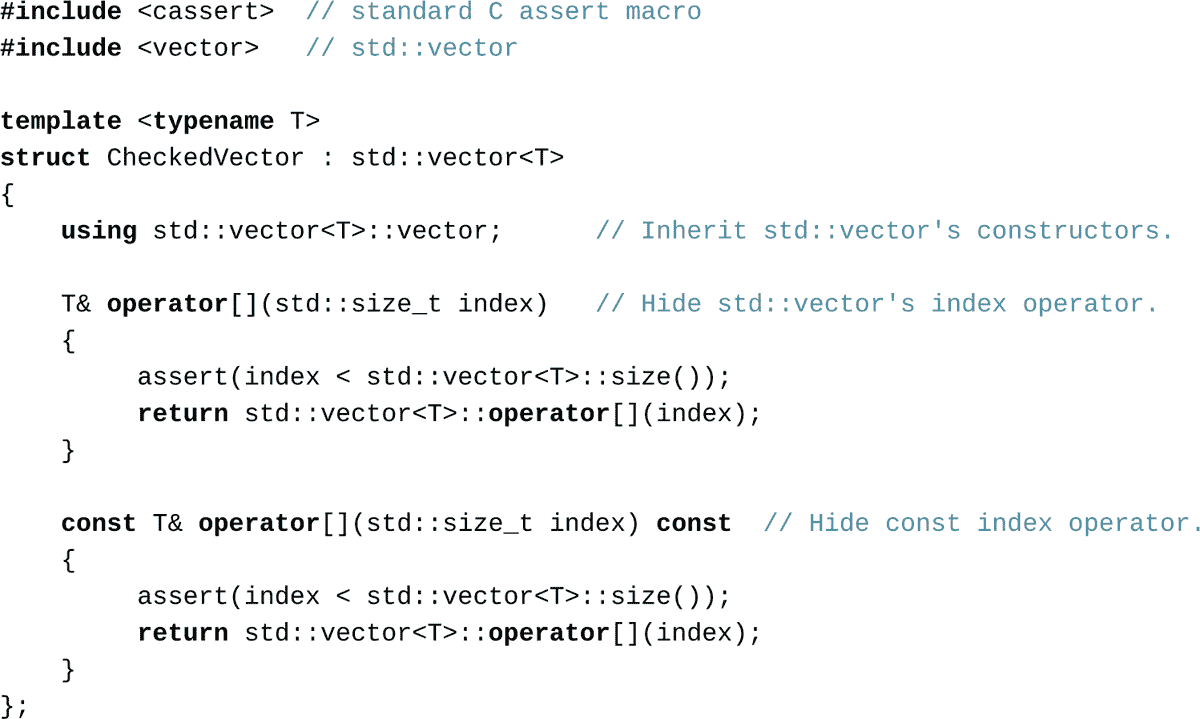 #include <cassert>  // standard C assert macro
#include <vector>   // std::vector

template <typename T>
struct CheckedVector : std::vector<T>
{
    using std::vector<T>::vector;      // Inherit std::vector's constructors.

    T& operator[](std::size_t index)   // Hide std::vector's index operator.
    {
         assert(index < std::vector<T>::size());
         return std::vector<T>::operator[](index);
    }

    const T& operator[](std::size_t index) const  // Hide const index operator.
    {
         assert(index < std::vector<T>::size());
         return std::vector<T>::operator[](index);
    }
};